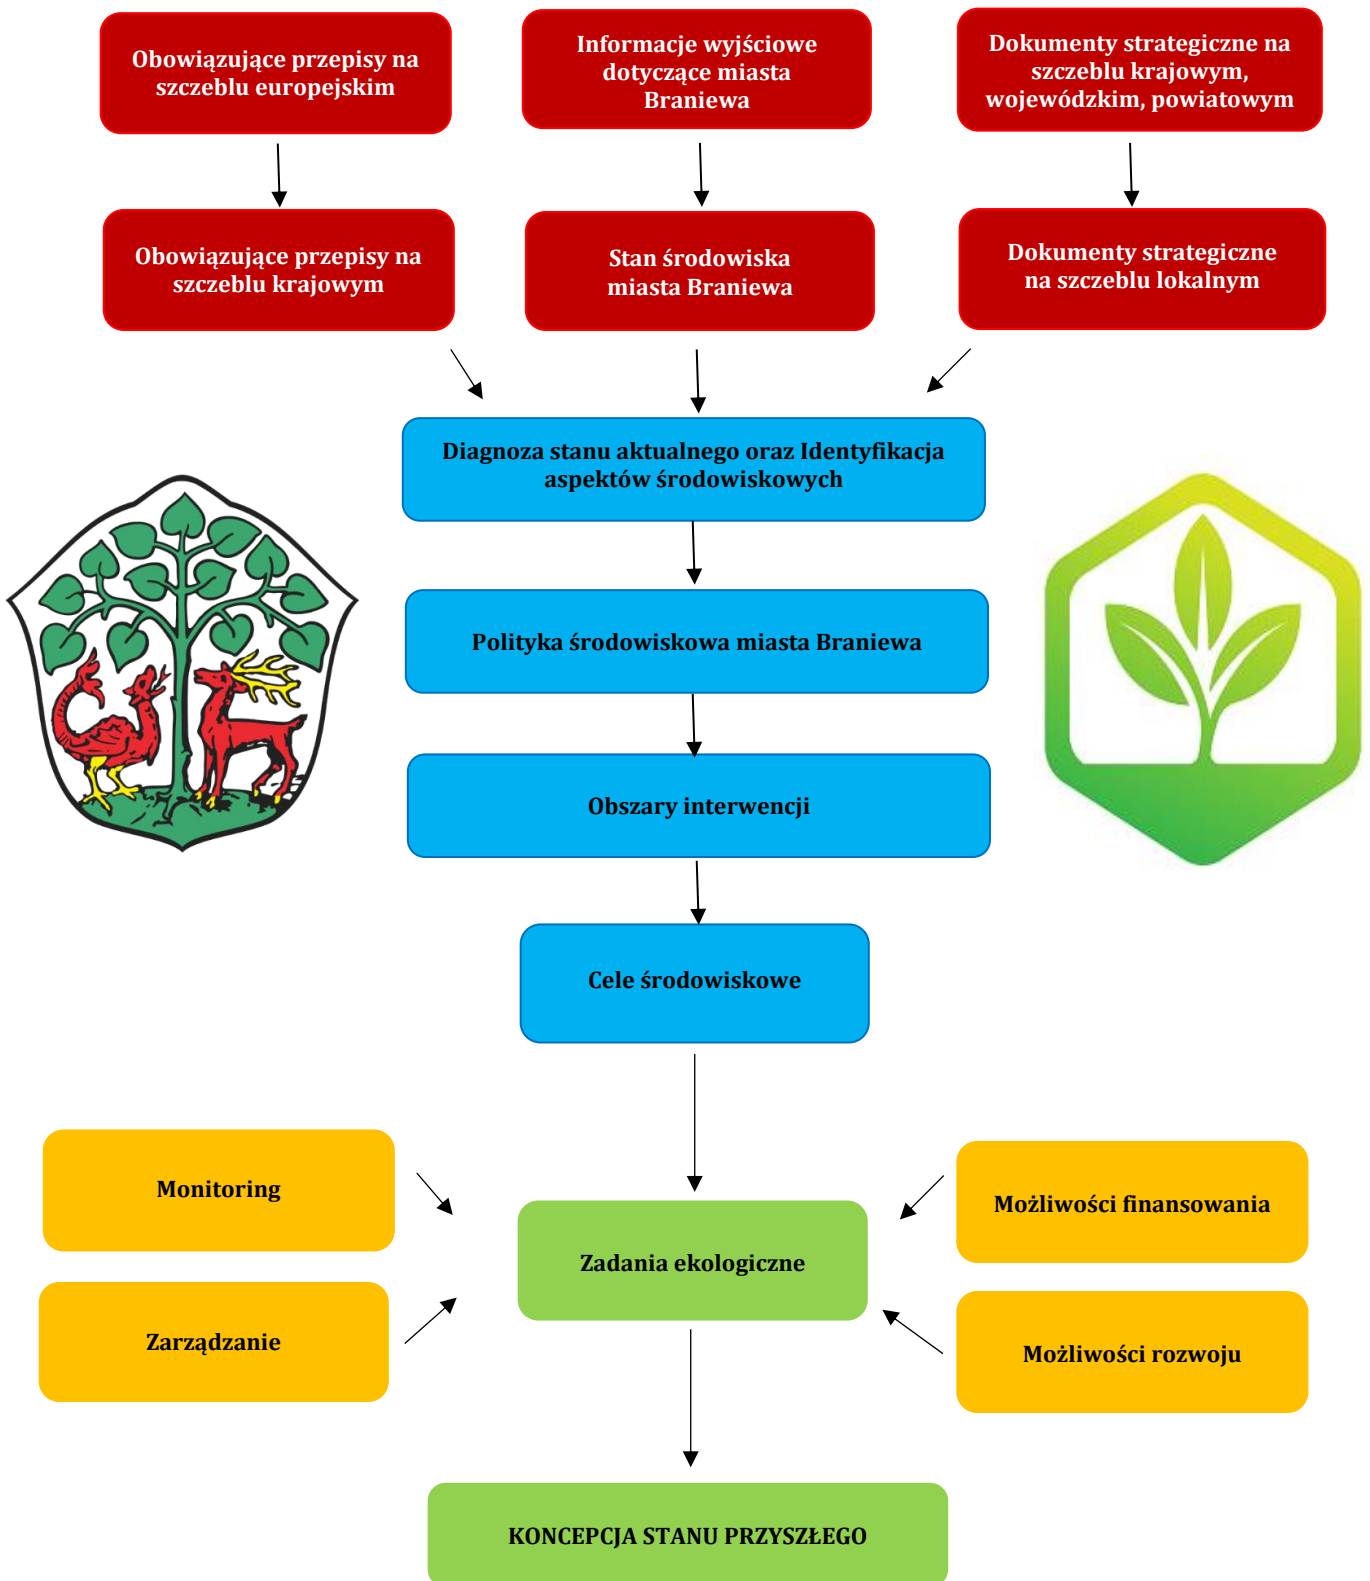 Obowiązujące przepisy na
szczeblu europejskim
Informacje wyjściowe
dotyczące miasta
Braniewa
Dokumenty strategiczne na
szczeblu krajowym,
wojewódzkim, powiatowym
Obowiązujące przepisy na
szczeblu krajowym
Stan środowiska
miasta Braniewa
Dokumenty strategiczne
na szczeblu lokalnym
Diagnoza stanu aktualnego oraz Identyfikacja
aspektów środowiskowych
Polityka środowiskowa miasta Braniewa
Obszary interwencji
Cele środowiskowe
Monitoring
Możliwości finansowania
Zadania ekologiczne
Zarządzanie
Możliwości rozwoju
KONCEPCJA STANU PRZYSZŁEGO